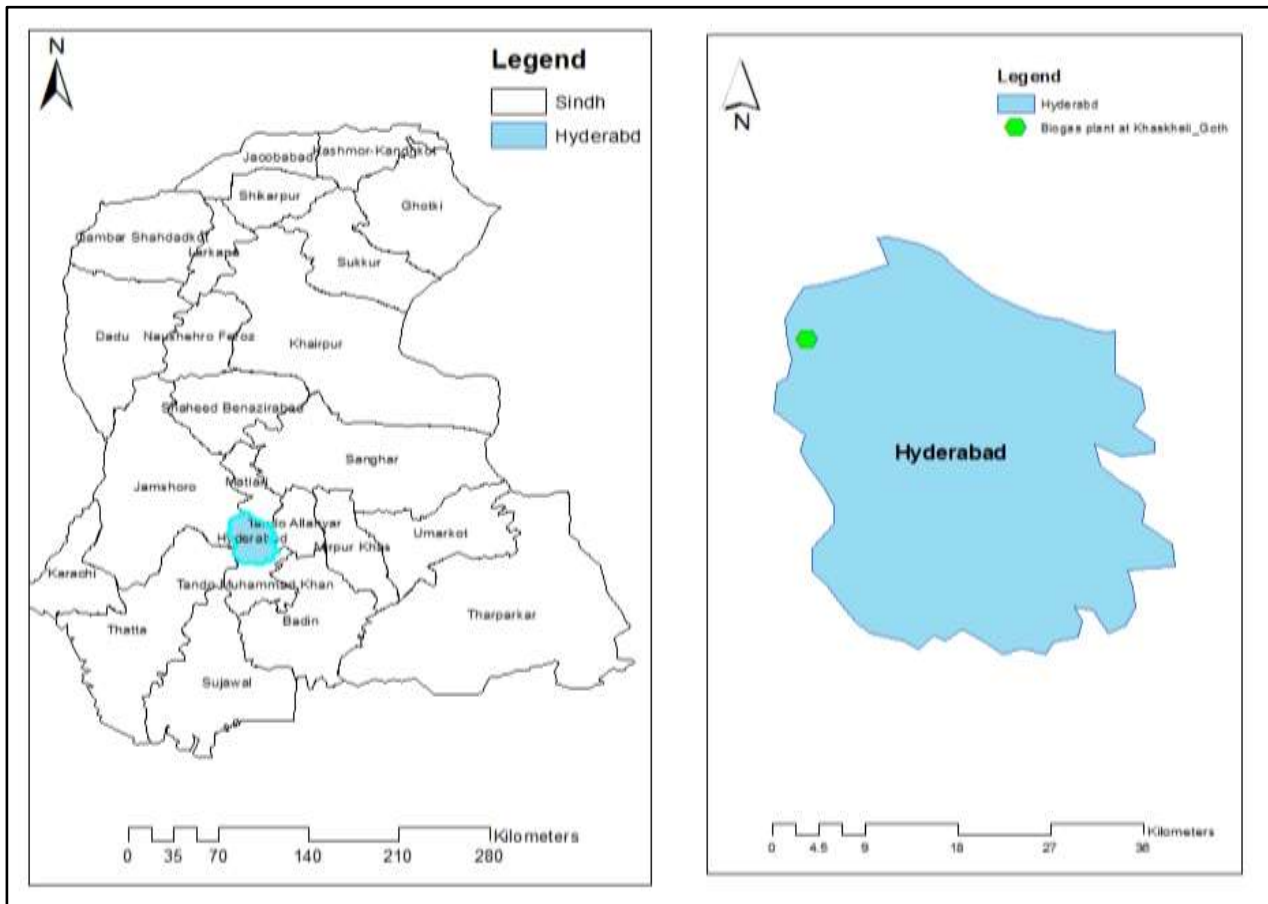 N
Legend
Sindh
Hyderabd
Jacobabad
Kashmor-Kandhkot
Shikarpur
Ghotki
Qambar Shahdadkot
Larkana
Sukkur
Dadu
Naushehro Feroz
Khairpur
Shaheed Benazirabad
Sanghar
Matiari
Jamshoro
Tando Allahyar
Hyderabad
Mirpur Khas
Umarkot
Karachi
Tando Muhammad Khan
Badin
Tharparkar
Thatta
Sujawal
Kilometers
0 35 70 140 210 280
N
Legend
Hyderabd
Biogas plant at Khaskheli_Goth
Hyderabad
Kilometers
0 4.5 9 18 27 36